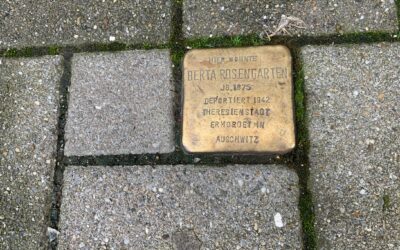 HIER WOHNTE
BERTA ROSENGARTEN
JG. 1875
DEPORTIERT 1942
THERESIENSTADT
ERMORDET IN
AUSCHWITZ